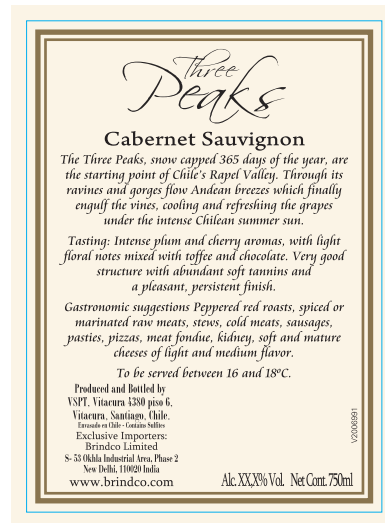 Three
Peaks
Cabernet Sauvignon
The Three Peaks, snow capped 365 days of the year, are
the starting point of Chile's Rapel Valley. Through its
ravines and gorges flow Andean breezes which finally
engulf the vines, cooling and refreshing the grapes
under the intense Chilean summer sun.
Tasting: Intense plum and cherry aromas, with light
floral notes mixed with toffee and chocolate. Very good
structure with abundant soft tannins and
a pleasant, persistent finish.
Gastronomic suggestions Peppered red roasts, spiced or
marinated raw meats, stews, cold meats, sausages,
pasties, pizzas, meat fondue, kidney, soft and mature
cheeses of light and medium flavor.
To be served between 16 and 18ºC.
Produced and Bottled by
VSPT, Vitacura 4380 piso 6,
Vitacura, Santiago, Chile.
Envasado en Chile - Contains Sulfites
Exclusive Importers:
Brindco Limited
S- 53 Okhla Industrial Area, Phase 2
New Delhi, 110020 India
www.brindco.com
Alc. XX,X% Vol. Net Cont. 750ml
V2006991